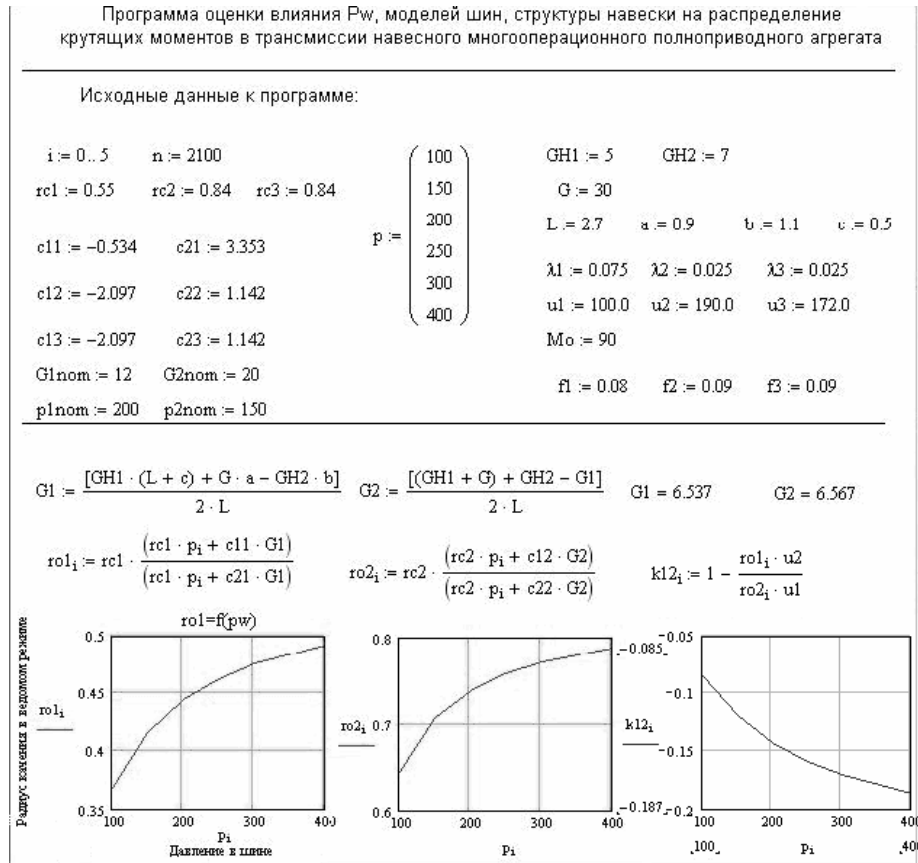 Программа оценки влияния Pw, моделей шин, структуры навески на распределение
крутящих моментов в трансмиссии навесного многооперационного полноприводного агрегата
Исходные данные к программе:
i := 0.. 5 n := 2100
rc1 := 0.55 rc2 := 0.84 rc3 := 0.84
c11 := −0.534 c21 := 3.353
c12 := −2.097 c22 := 1.142
c13 := −2.097 c23 := 1.142
G1nom := 12 G2nom := 20
p1nom := 200 p2nom := 150
p :=
100
150
200
250
300
400
GH1 := 5 GH2 := 7
G := 30
L := 2.7 a := 0.9 b := 1.1 c := 0.5
λ1 := 0.075 λ2 := 0.025 λ3 := 0.025
u1 := 100.0 u2 := 190.0 u3 := 172.0
Mo := 90
f1 := 0.08 f2 := 0.09 f3 := 0.09
G1 := [GH1 · (L + c) + G · a − GH2 · b] / 2 · L G2 := [(GH1 + G) + GH2 − G1] / 2 · L G1 = 6.537 G2 = 6.567
ro1i := rc1 · (rc1 · pi + c11 · G1) / (rc1 · pi + c21 · G1) ro2i := rc2 · (rc2 · pi + c12 · G2) / (rc2 · pi + c22 · G2) k12i := 1 − ro1i · u2 / ro2i · u1
ro1=f(pw)
Радиус качения в ведомом режиме
ro1i
0.5
0.45
0.4
0.35
100 200 300 400
pi
Давление в шине
ro2i
0.8
0.7
0.6
100 200 300 400
pi
k12i
−0.085
−0.187
−0.05
−0.1
−0.15
−0.2
100 200 300 400
100 pi 400